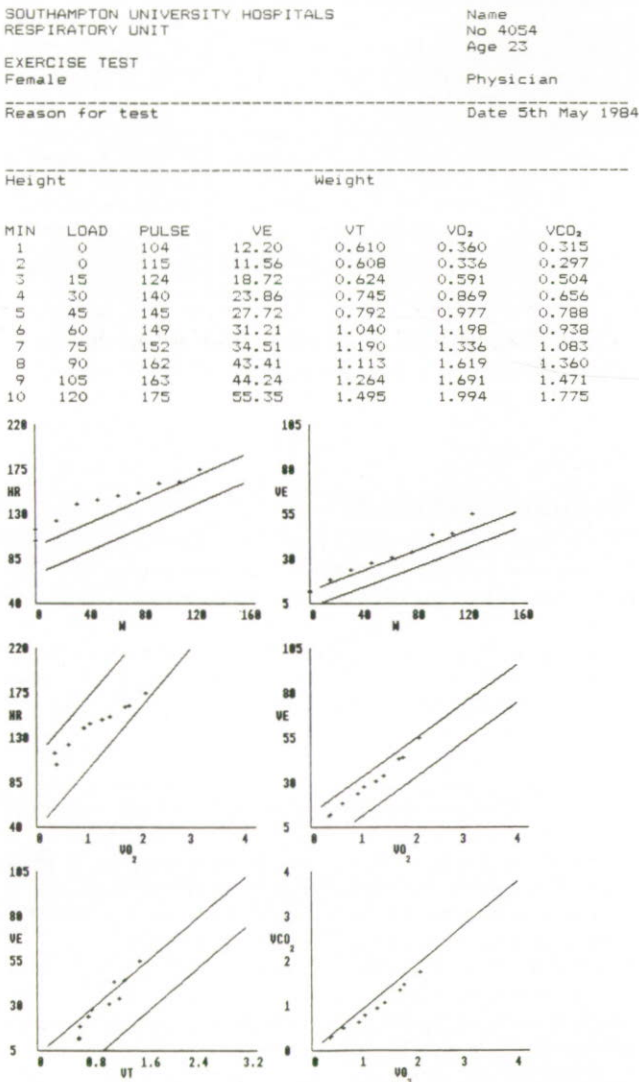 SOUTHAMPTON UNIVERSITY HOSPITALS Name
RESPIRATORY UNIT No 4054
Age 23
EXERCISE TEST
Female Physician
Reason for test Date 5th May 1984
Height Weight
MIN LOAD PULSE VE VT VO₂ VCO₂
1 0 104 12.20 0.610 0.360 0.315
2 0 115 11.56 0.608 0.336 0.297
3 15 124 18.72 0.624 0.591 0.504
4 30 140 23.86 0.745 0.869 0.656
5 45 145 27.72 0.792 0.977 0.788
6 60 149 31.21 1.040 1.198 0.938
7 75 152 34.51 1.190 1.336 1.083
8 90 162 43.41 1.113 1.619 1.360
9 105 163 44.24 1.264 1.691 1.471
10 120 175 55.35 1.495 1.994 1.775
220 105
175 80
HR VE
130 55
85 30
40 5
0 40 80 120 160 0 40 80 120 160
W W
220 105
175 80
HR VE
130 55
85 30
40 5
0 1 2 3 4 0 1 2 3 4
VO₂ VO₂
105 4
80 3
VE VCO₂
55 2
30 1
5 0
0 0.8 1.6 2.4 3.2 0 1 2 3 4
VT VO₂